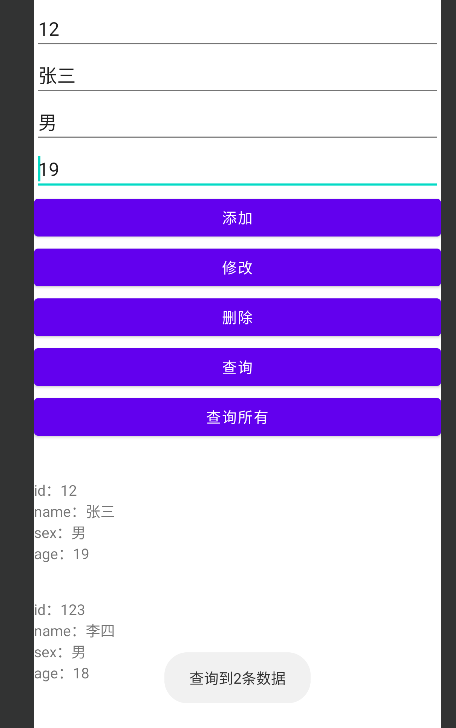 12
张三
男
19
添加
修改
删除
查询
查询所有
id：12
name：张三
sex：男
age：19
id：123
name：李四
sex：男
age：18
查询到2条数据